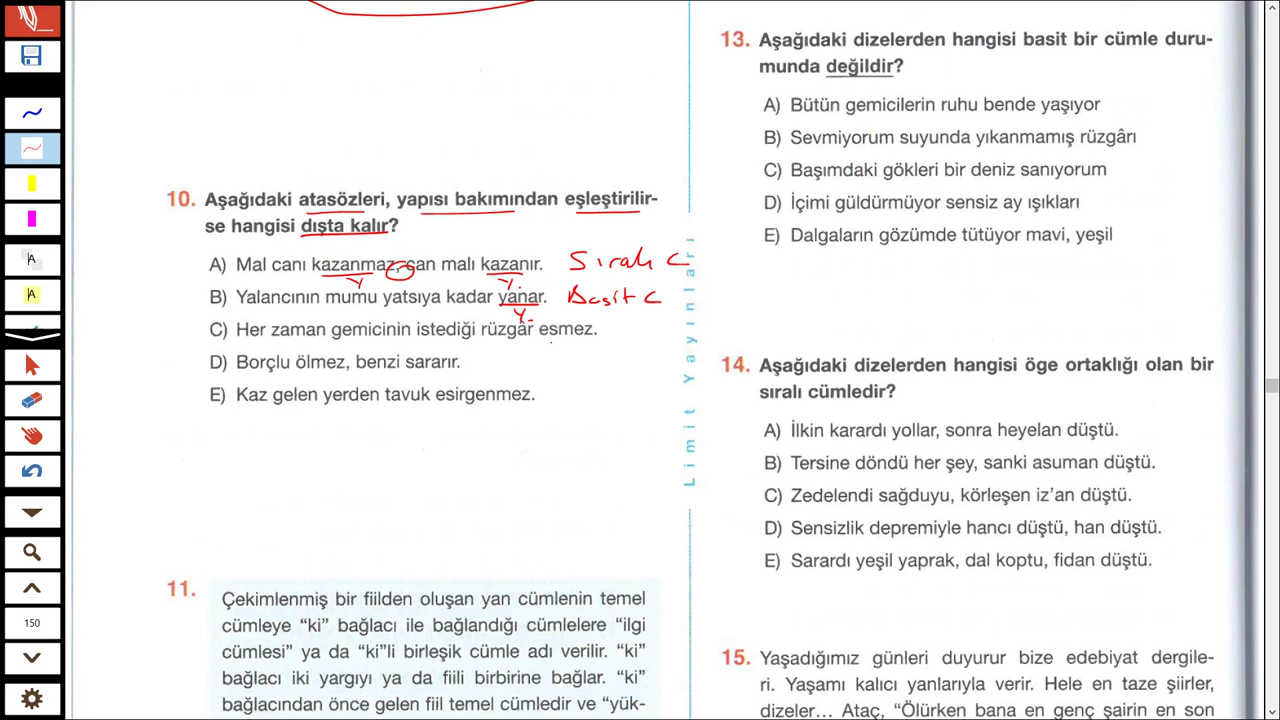 10. Aşağıdaki atasözleri, yapısı bakımından eşleştirilir-
se hangisi dışta kalır?
A) Mal canı kazanmaz, can malı kazanır. Sıralı C
Y Y.
B) Yalancının mumu yatsıya kadar yanar. Basit C
Y.
C) Her zaman gemicinin istediği rüzgâr esmez.
D) Borçlu ölmez, benzi sararır.
E) Kaz gelen yerden tavuk esirgenmez.
11.
Çekimlenmiş bir fiilden oluşan yan cümlenin temel
cümleye “ki” bağlacı ile bağlandığı cümlelere “ilgi
cümlesi” ya da “ki”li birleşik cümle adı verilir. “ki”
bağlacı iki yargıyı ya da fiili birbirine bağlar. “ki”
bağlacından önce gelen fiil temel cümledir ve “yük-
Limit Yayınları
13. Aşağıdaki dizelerden hangisi basit bir cümle duru-
munda değildir?
A) Bütün gemicilerin ruhu bende yaşıyor
B) Sevmiyorum suyunda yıkanmamış rüzgârı
C) Başımdaki gökleri bir deniz sanıyorum
D) İçimi güldürmüyor sensiz ay ışıkları
E) Dalgaların gözümde tütüyor mavi, yeşil
14. Aşağıdaki dizelerden hangisi öge ortaklığı olan bir
sıralı cümledir?
A) İlkin karardı yollar, sonra heyelan düştü.
B) Tersine döndü her şey, sanki asuman düştü.
C) Zedelendi sağduyu, körleşen iz’an düştü.
D) Sensizlik depremiyle hancı düştü, han düştü.
E) Sarardı yeşil yaprak, dal koptu, fidan düştü.
15. Yaşadığımız günleri duyurur bize edebiyat dergile-
ri. Yaşamı kalıcı yanlarıyla verir. Hele en taze şiirler,
dizeler... Ataç, “Ölürken bana en genç şairin en son
A
A
150